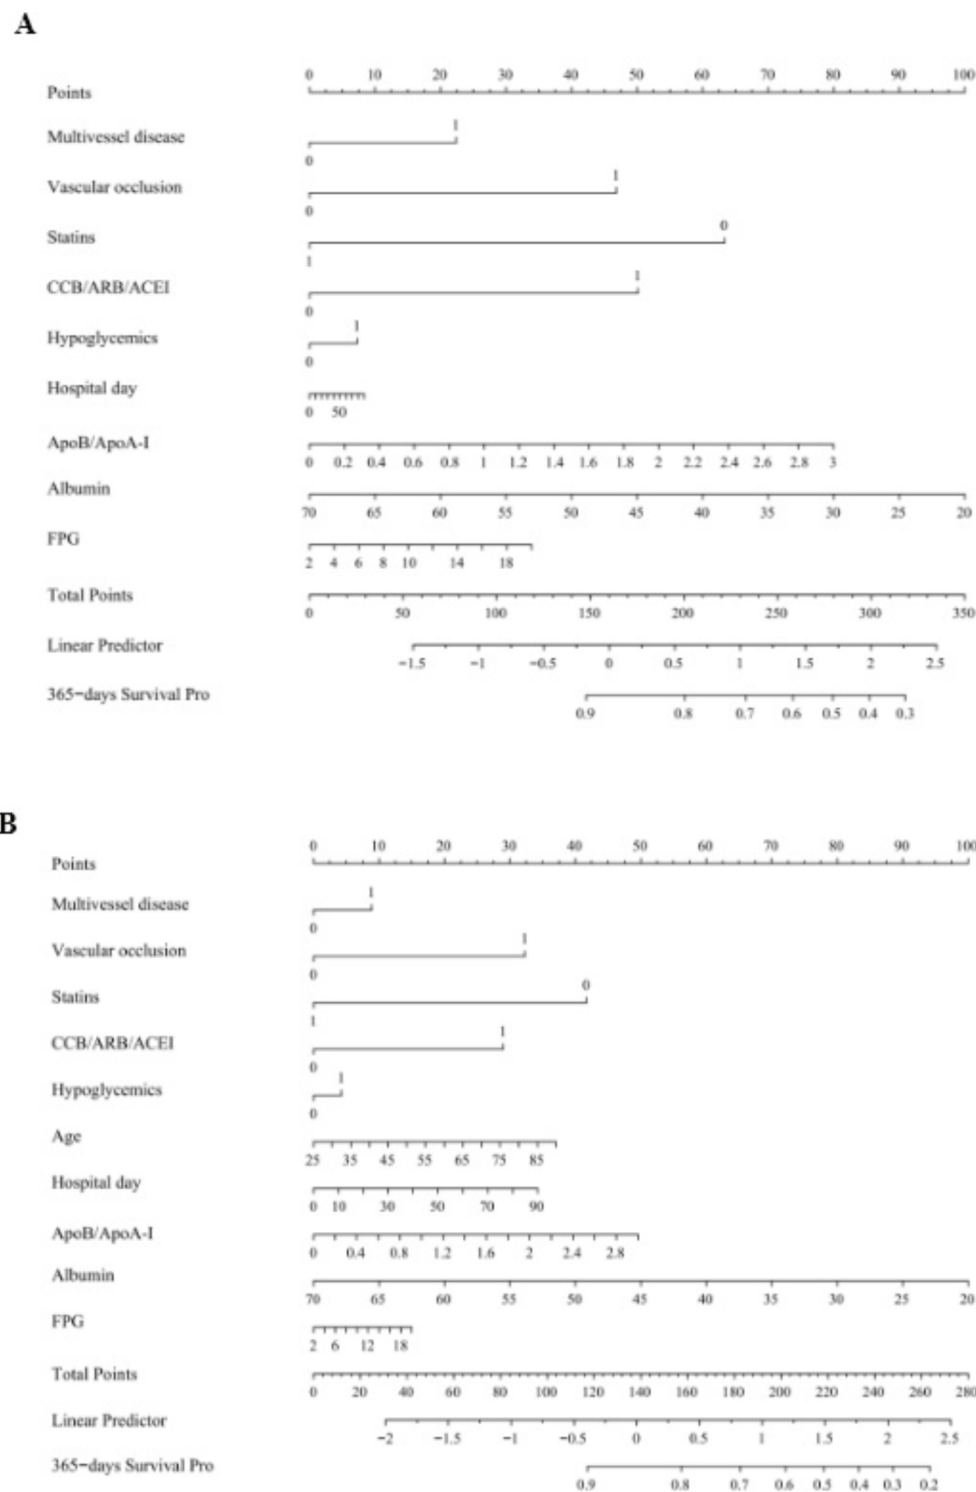 A
0 10 20 30 40 50 60 70 80 90 100
Points
1
Multivessel disease
0
1
Vascular occlusion
0
0
Statins
1
1
CCB/ARB/ACEI
0
1
Hypoglycemics
0
Hospital day
0 50
ApoB/ApoA-I
0 0.2 0.4 0.6 0.8 1 1.2 1.4 1.6 1.8 2 2.2 2.4 2.6 2.8 3
Albumin
70 65 60 55 50 45 40 35 30 25 20
FPG
2 4 6 8 10 14 18
Total Points
0 50 100 150 200 250 300 350
Linear Predictor
−1.5 −1 −0.5 0 0.5 1 1.5 2 2.5
365−days Survival Pro
0.9 0.8 0.7 0.6 0.5 0.4 0.3
B
0 10 20 30 40 50 60 70 80 90 100
Points
1
Multivessel disease
0
1
Vascular occlusion
0
0
Statins
1
1
CCB/ARB/ACEI
0
1
Hypoglycemics
0
Age
25 35 45 55 65 75 85
Hospital day
0 10 30 50 70 90
ApoB/ApoA-I
0 0.4 0.8 1.2 1.6 2 2.4 2.8
Albumin
70 65 60 55 50 45 40 35 30 25 20
FPG
2 6 12 18
Total Points
0 20 40 60 80 100 120 140 160 180 200 220 240 260 280
Linear Predictor
−2 −1.5 −1 −0.5 0 0.5 1 1.5 2 2.5
365−days Survival Pro
0.9 0.8 0.7 0.6 0.5 0.4 0.3 0.2